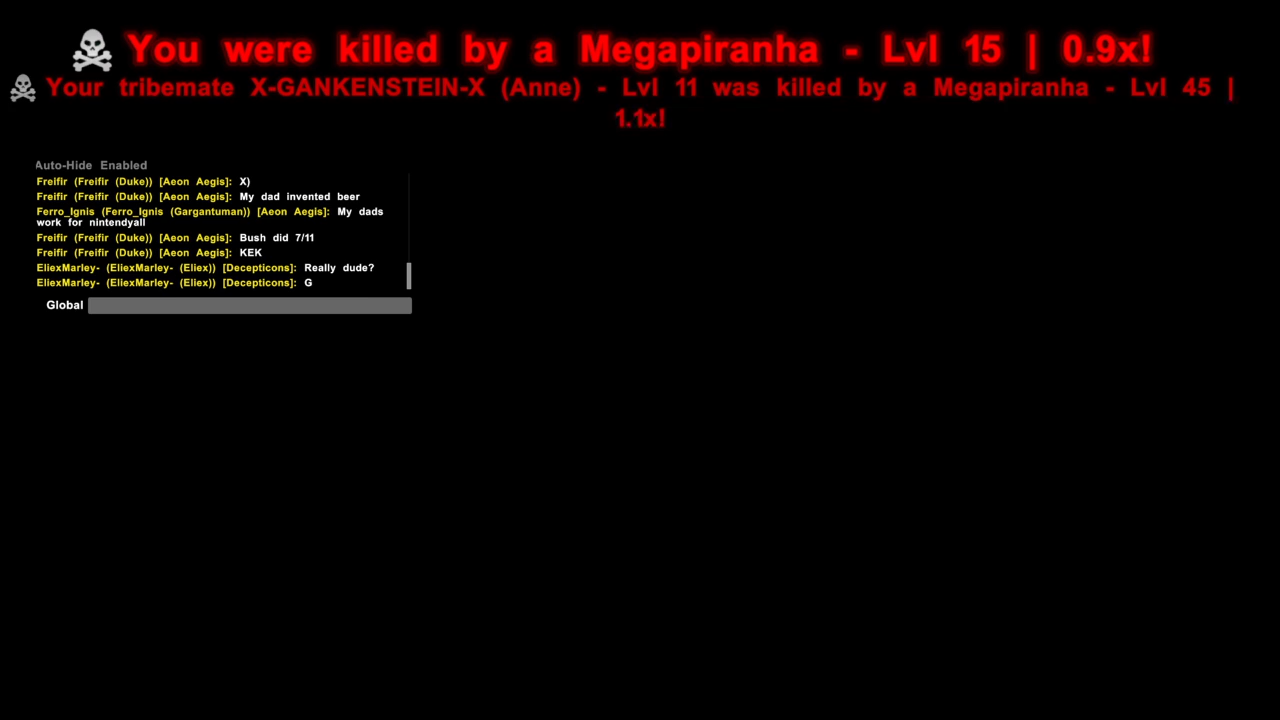 You were killed by a Megapiranha - Lvl 15 | 0.9x!
Your tribemate X-GANKENSTEIN-X (Anne) - Lvl 11 was killed by a Megapiranha - Lvl 45 |
1.1x!
Auto-Hide Enabled
Freifir (Freifir (Duke)) [Aeon Aegis]: X)
Freifir (Freifir (Duke)) [Aeon Aegis]: My dad invented beer
Ferro_Ignis (Ferro_Ignis (Gargantuman)) [Aeon Aegis]: My dads
work for nintendyall
Freifir (Freifir (Duke)) [Aeon Aegis]: Bush did 7/11
Freifir (Freifir (Duke)) [Aeon Aegis]: KEK
EliexMarley- (EliexMarley- (Eliex)) [Decepticons]: Really dude?
EliexMarley- (EliexMarley- (Eliex)) [Decepticons]: G
Global